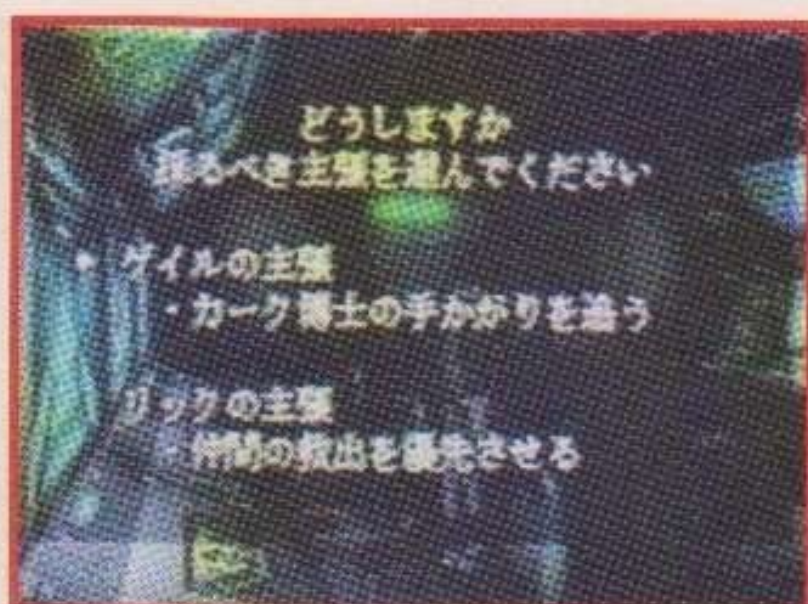 どうしますか
採るべき主張を選んでください
ゲイルの主張
・カーク博士の手がかりを追う
リックの主張
・仲間の救出を優先させる